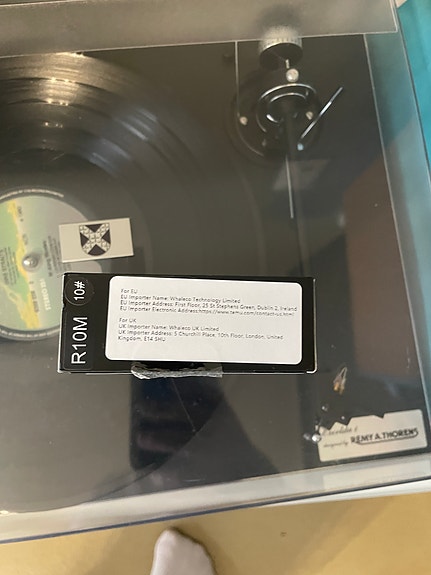 R10M 10#
For EU
EU Importer Name: Whaleco Technology Limited
EU Importer Address: First Floor, 25 St Stephens Green, Dublin 2, Ireland
EU Importer Electronic Address:https://www.temu.com/contact-us.html
For UK
UK Importer Name: Whaleco UK Limited
UK Importer Address: 5 Churchill Place, 10th Floor, London, United
Kingdom, E14 5HU
designed by REMY A.THORENS